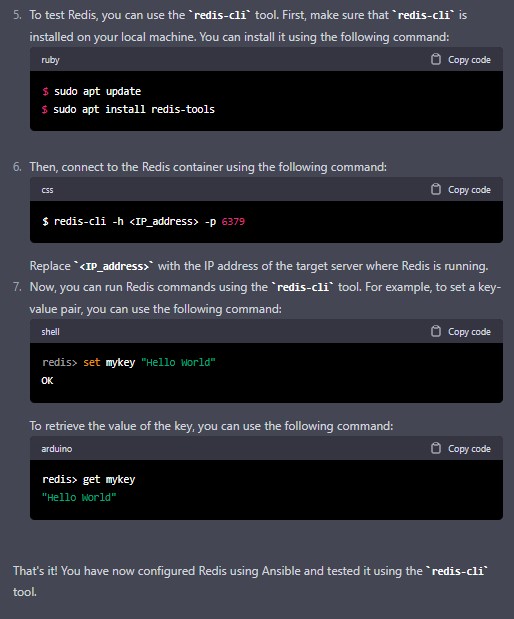 5. To test Redis, you can use the `redis-cli` tool. First, make sure that `redis-cli` is
installed on your local machine. You can install it using the following command:
ruby Copy code
$ sudo apt update
$ sudo apt install redis-tools
6. Then, connect to the Redis container using the following command:
css Copy code
$ redis-cli -h <IP_address> -p 6379
Replace `<IP_address>` with the IP address of the target server where Redis is running.
7. Now, you can run Redis commands using the `redis-cli` tool. For example, to set a key-
value pair, you can use the following command:
shell Copy code
redis> set mykey "Hello World"
OK
To retrieve the value of the key, you can use the following command:
arduino Copy code
redis> get mykey
"Hello World"
That's it! You have now configured Redis using Ansible and tested it using the `redis-cli`
tool.